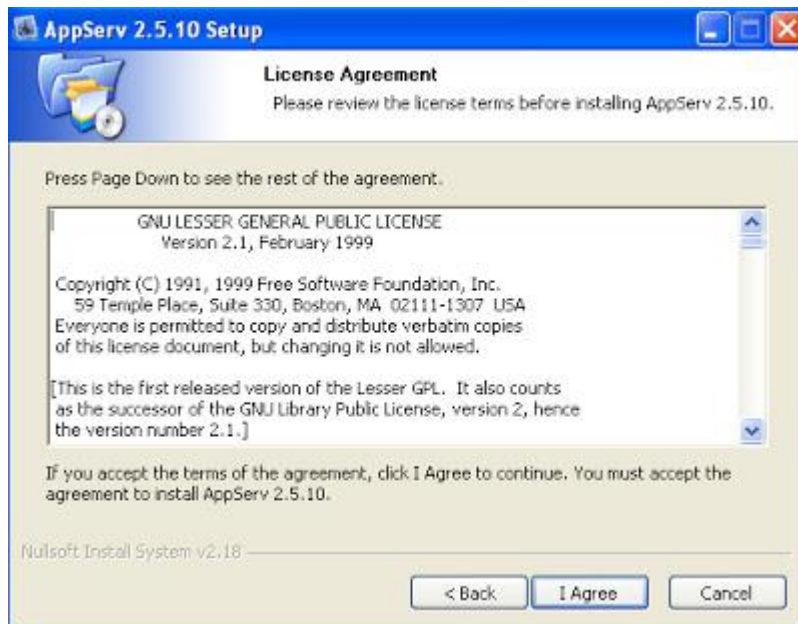 AppServ 2.5.10 Setup
License Agreement
Please review the license terms before installing AppServ 2.5.10.
Press Page Down to see the rest of the agreement.
GNU LESSER GENERAL PUBLIC LICENSE
Version 2.1, February 1999
Copyright (C) 1991, 1999 Free Software Foundation, Inc.
59 Temple Place, Suite 330, Boston, MA 02111-1307 USA
Everyone is permitted to copy and distribute verbatim copies
of this license document, but changing it is not allowed.
[This is the first released version of the Lesser GPL. It also counts
as the successor of the GNU Library Public License, version 2, hence
the version number 2.1.]
If you accept the terms of the agreement, click I Agree to continue. You must accept the
agreement to install AppServ 2.5.10.
Nullsoft Install System v2.18
< Back I Agree Cancel